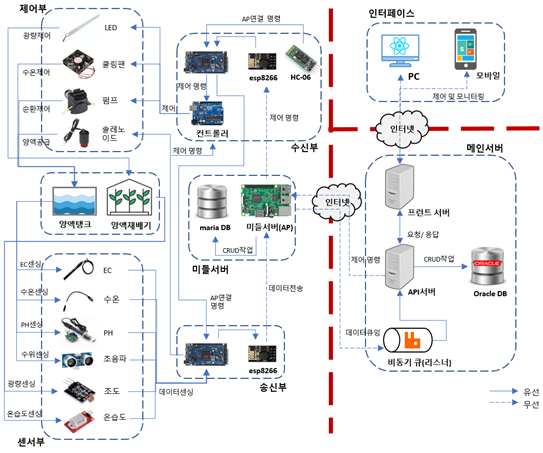 제어부
광량제어
LED
수온제어
쿨링팬
순환제어
펌프
양액공급
솔레노
이드
AP연결 명령
esp8266
HC-06
제어 명령
제어
컨트롤러
수신부
제어 명령
제어 명령
인터페이스
PC
모바일
제어 및 모니터링
인터넷
메인서버
프런트 서버
요청/ 응답
제어 명령
CRUD작업
API서버
Oracle DB
ORACLE
데이터큐잉
비동기 큐(리스너)
인터넷
양액탱크
양액재배기
maria DB
미들서버(AP)
CRUD작업
미들서버
데이터전송
AP연결
명령
esp8266
송신부
EC센싱
EC
수온센싱
수온
PH센싱
PH
수위센싱
초음파
광량센싱
조도
데이터센싱
온습도센싱
온습도
센서부
유선
무선